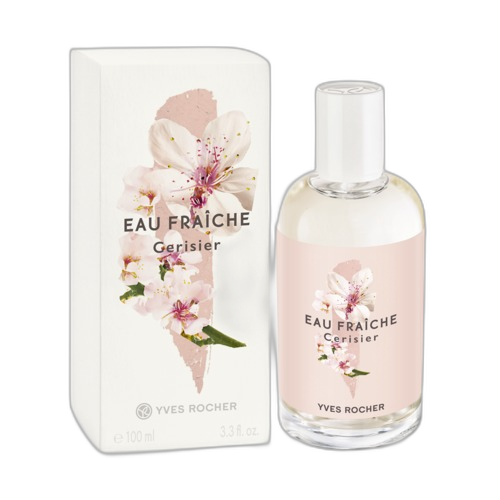 EAU FRAÎCHE
Cerisier
YVES ROCHER
℮ 100 ml 3.3 fl. oz.
EAU FRAÎCHE
Cerisier
YVES ROCHER